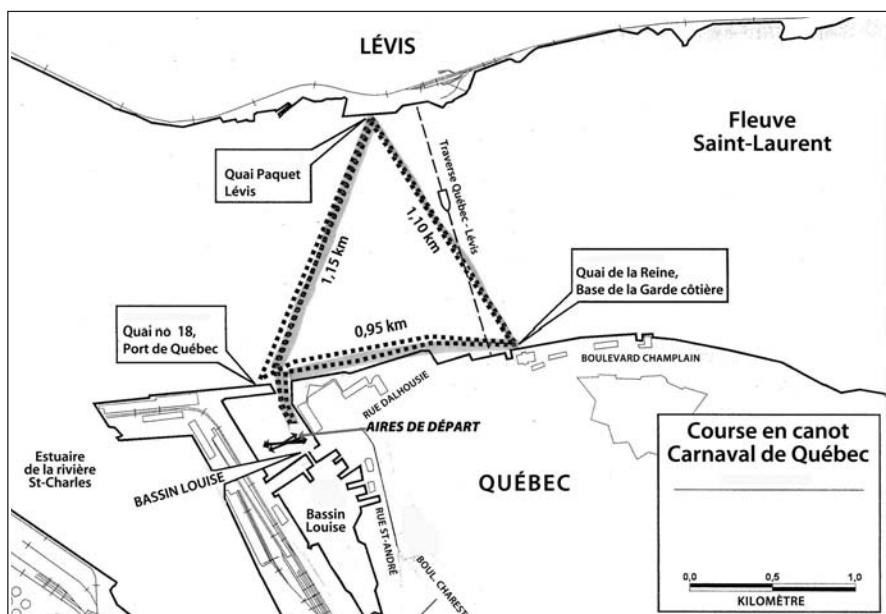 LÉVIS
Fleuve
Saint-Laurent
Quai Paquet
Lévis
Traverse Québec - Lévis
1,15 km
1,10 km
Quai de la Reine,
Base de la Garde côtière
Quai no 18,
Port de Québec
0,95 km
BOULEVARD CHAMPLAIN
RUE DALHOUSIE
AIRES DE DÉPART
Estuaire
de la rivière
St-Charles
BASSIN LOUISE
Bassin
Louise
RUE ST-ANDRÉ
BOUL. CHAREST
QUÉBEC
Course en canot
Carnaval de Québec
0,0 0,5 1,0
KILOMÈTRE